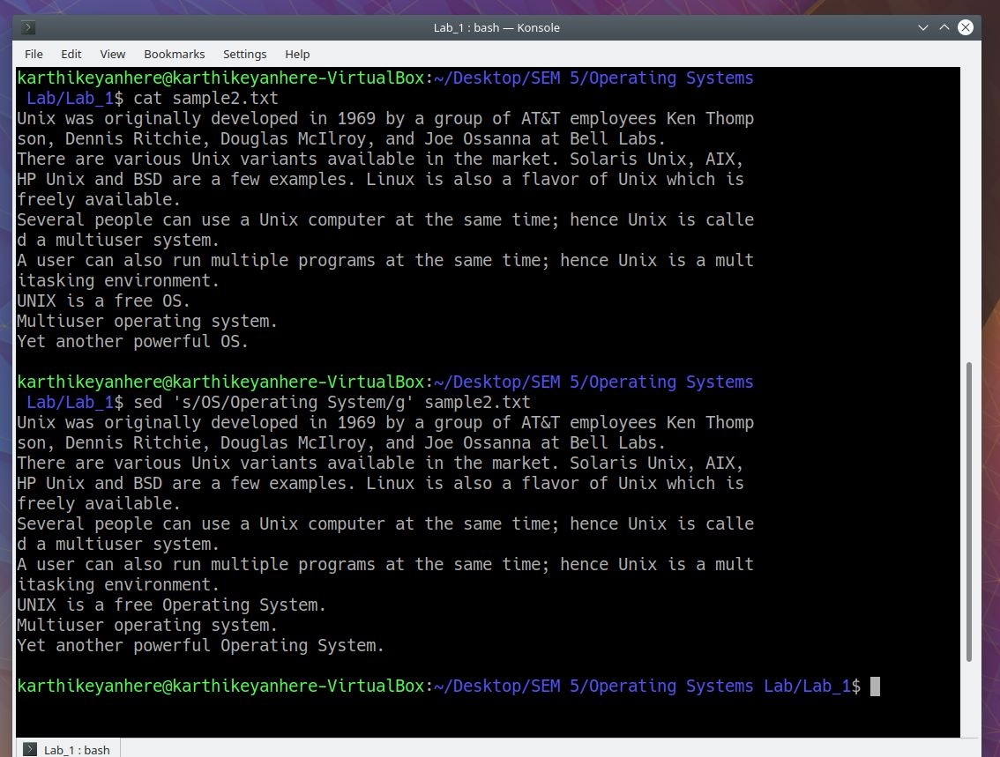 Lab_1 : bash — Konsole
File Edit View Bookmarks Settings Help
karthikeyanhere@karthikeyanhere-VirtualBox:~/Desktop/SEM 5/Operating Systems
Lab/Lab_1$ cat sample2.txt
Unix was originally developed in 1969 by a group of AT&T employees Ken Thomp
son, Dennis Ritchie, Douglas McIlroy, and Joe Ossanna at Bell Labs.
There are various Unix variants available in the market. Solaris Unix, AIX,
HP Unix and BSD are a few examples. Linux is also a flavor of Unix which is
freely available.
Several people can use a Unix computer at the same time; hence Unix is calle
d a multiuser system.
A user can also run multiple programs at the same time; hence Unix is a mult
itasking environment.
UNIX is a free OS.
Multiuser operating system.
Yet another powerful OS.
karthikeyanhere@karthikeyanhere-VirtualBox:~/Desktop/SEM 5/Operating Systems
Lab/Lab_1$ sed 's/OS/Operating System/g' sample2.txt
Unix was originally developed in 1969 by a group of AT&T employees Ken Thomp
son, Dennis Ritchie, Douglas McIlroy, and Joe Ossanna at Bell Labs.
There are various Unix variants available in the market. Solaris Unix, AIX,
HP Unix and BSD are a few examples. Linux is also a flavor of Unix which is
freely available.
Several people can use a Unix computer at the same time; hence Unix is calle
d a multiuser system.
A user can also run multiple programs at the same time; hence Unix is a mult
itasking environment.
UNIX is a free Operating System.
Multiuser operating system.
Yet another powerful Operating System.
karthikeyanhere@karthikeyanhere-VirtualBox:~/Desktop/SEM 5/Operating Systems Lab/Lab_1$
Lab_1 : bash